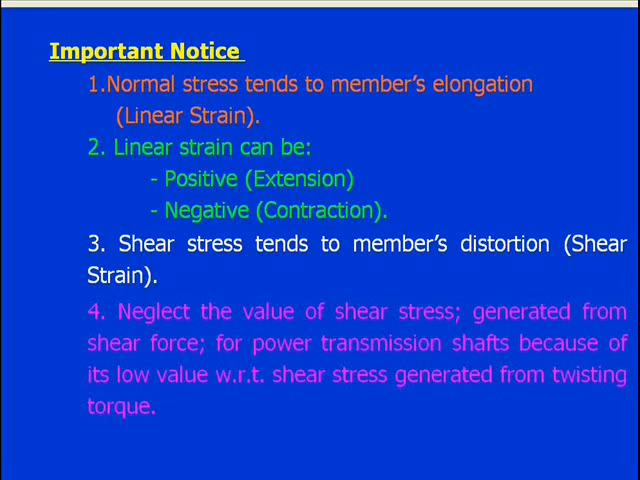 Important Notice
1.Normal stress tends to member's elongation
(Linear Strain).
2. Linear strain can be:
- Positive (Extension)
- Negative (Contraction).
3. Shear stress tends to member's distortion (Shear
Strain).
4. Neglect the value of shear stress; generated from
shear force; for power transmission shafts because of
its low value w.r.t. shear stress generated from twisting
torque.